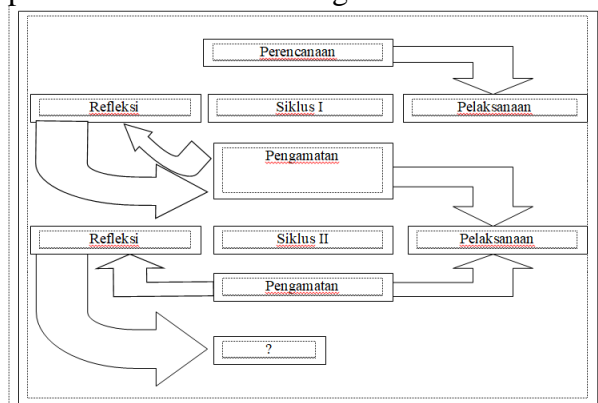 Perencanaan
Refleksi
Siklus I
Pelaksanaan
Pengamatan
Refleksi
Siklus II
Pelaksanaan
Pengamatan
?